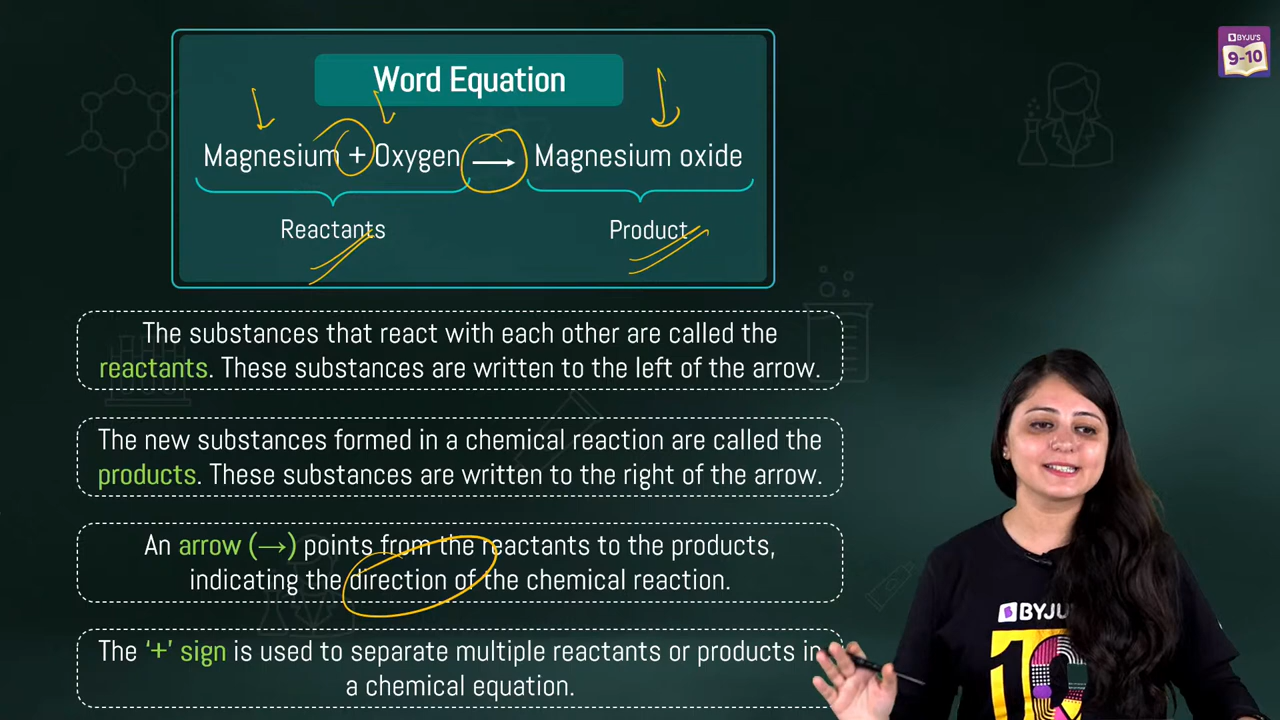 BYJU'S
9-10
Word Equation
Magnesium + Oxygen → Magnesium oxide
Reactants
Product
The substances that react with each other are called the
reactants. These substances are written to the left of the arrow.
The new substances formed in a chemical reaction are called the
products. These substances are written to the right of the arrow.
An arrow (→) points from the reactants to the products,
indicating the direction of the chemical reaction.
The '+' sign is used to separate multiple reactants or products in
a chemical equation.
BYJU'S